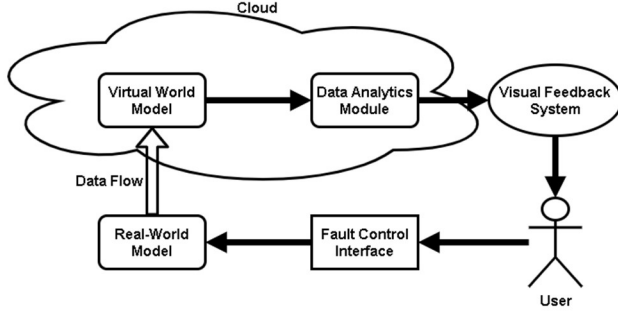 Cloud
Virtual World
Model
Data Analytics
Module
Visual Feedback
System
Data Flow
Real-World
Model
Fault Control
Interface
User